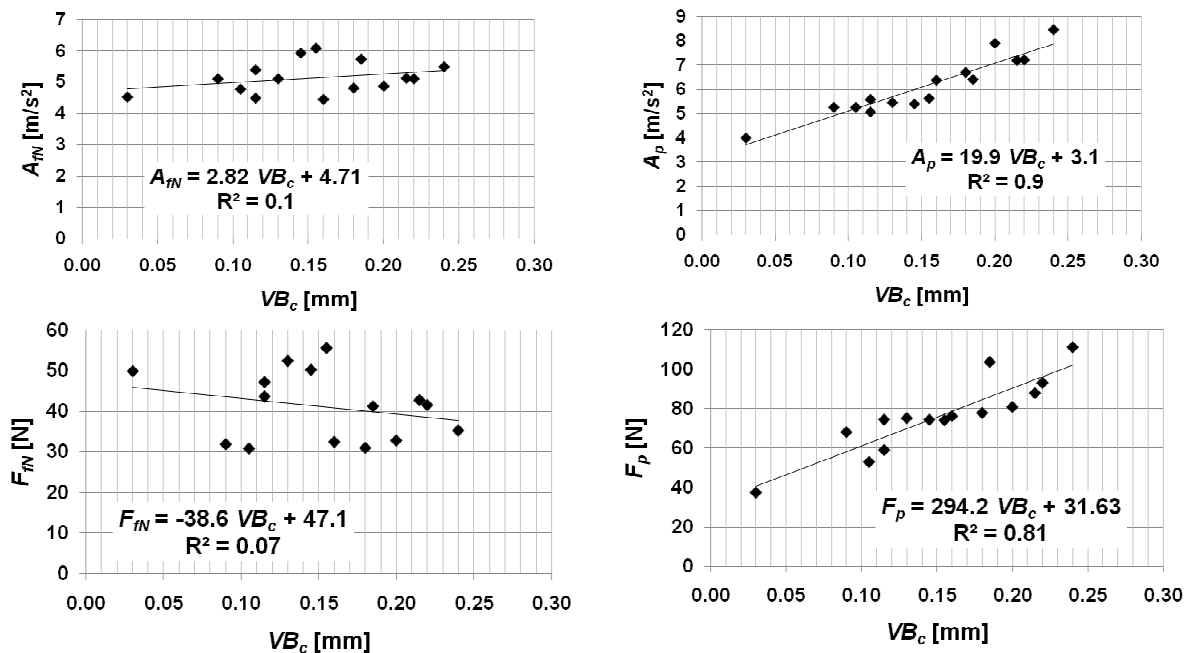 7
6
5
4
3
2
1
0
A_fN [m/s²]
A_fN = 2.82 VB_c + 4.71
R² = 0.1
0.00 0.05 0.10 0.15 0.20 0.25 0.30
VB_c [mm]
9
8
7
6
5
4
3
2
1
0
A_p [m/s²]
A_p = 19.9 VB_c + 3.1
R² = 0.9
0.00 0.05 0.10 0.15 0.20 0.25 0.30
VB_c [mm]
60
50
40
30
20
10
0
F_fN [N]
F_fN = -38.6 VB_c + 47.1
R² = 0.07
0.00 0.05 0.10 0.15 0.20 0.25 0.30
VB_c [mm]
120
100
80
60
40
20
0
F_p [N]
F_p = 294.2 VB_c + 31.63
R² = 0.81
0.00 0.05 0.10 0.15 0.20 0.25 0.30
VB_c [mm]